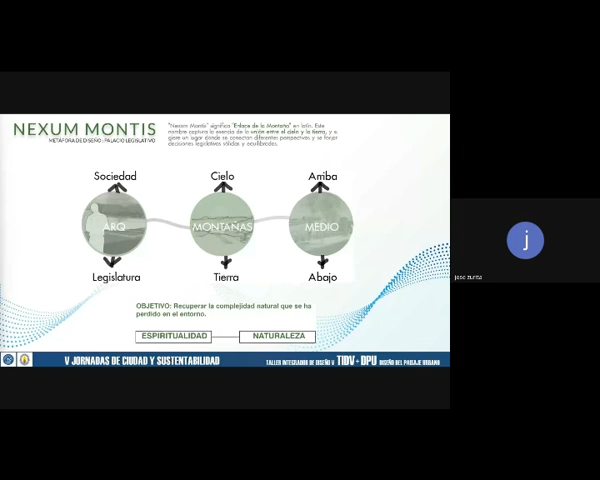 NEXUM MONTIS
METÁFORA DE DISEÑO: PALACIO LEGISLATIVO
"Nexum Montis" significa "Enlace de la Montaña" en latín. Este
nombre captura la esencia de la unión entre el cielo y la tierra, y su
giere un lugar donde se conectan diferentes perspectivas y se forjan
decisiones legislativas sólidas y equilibradas.
Sociedad Cielo Arriba
ARQ MONTAÑAS MEDIO
Legislatura Tierra Abajo
OBJETIVO: Recuperar la complejidad natural que se ha
perdido en el entorno.
ESPIRITUALIDAD NATURALEZA
V JORNADAS DE CIUDAD Y SUSTENTABILIDAD
TALLER INTEGRADOR DE DISEÑO V TIDV - DPU DISEÑO DEL PAISAJE URBANO
j
jose zurita